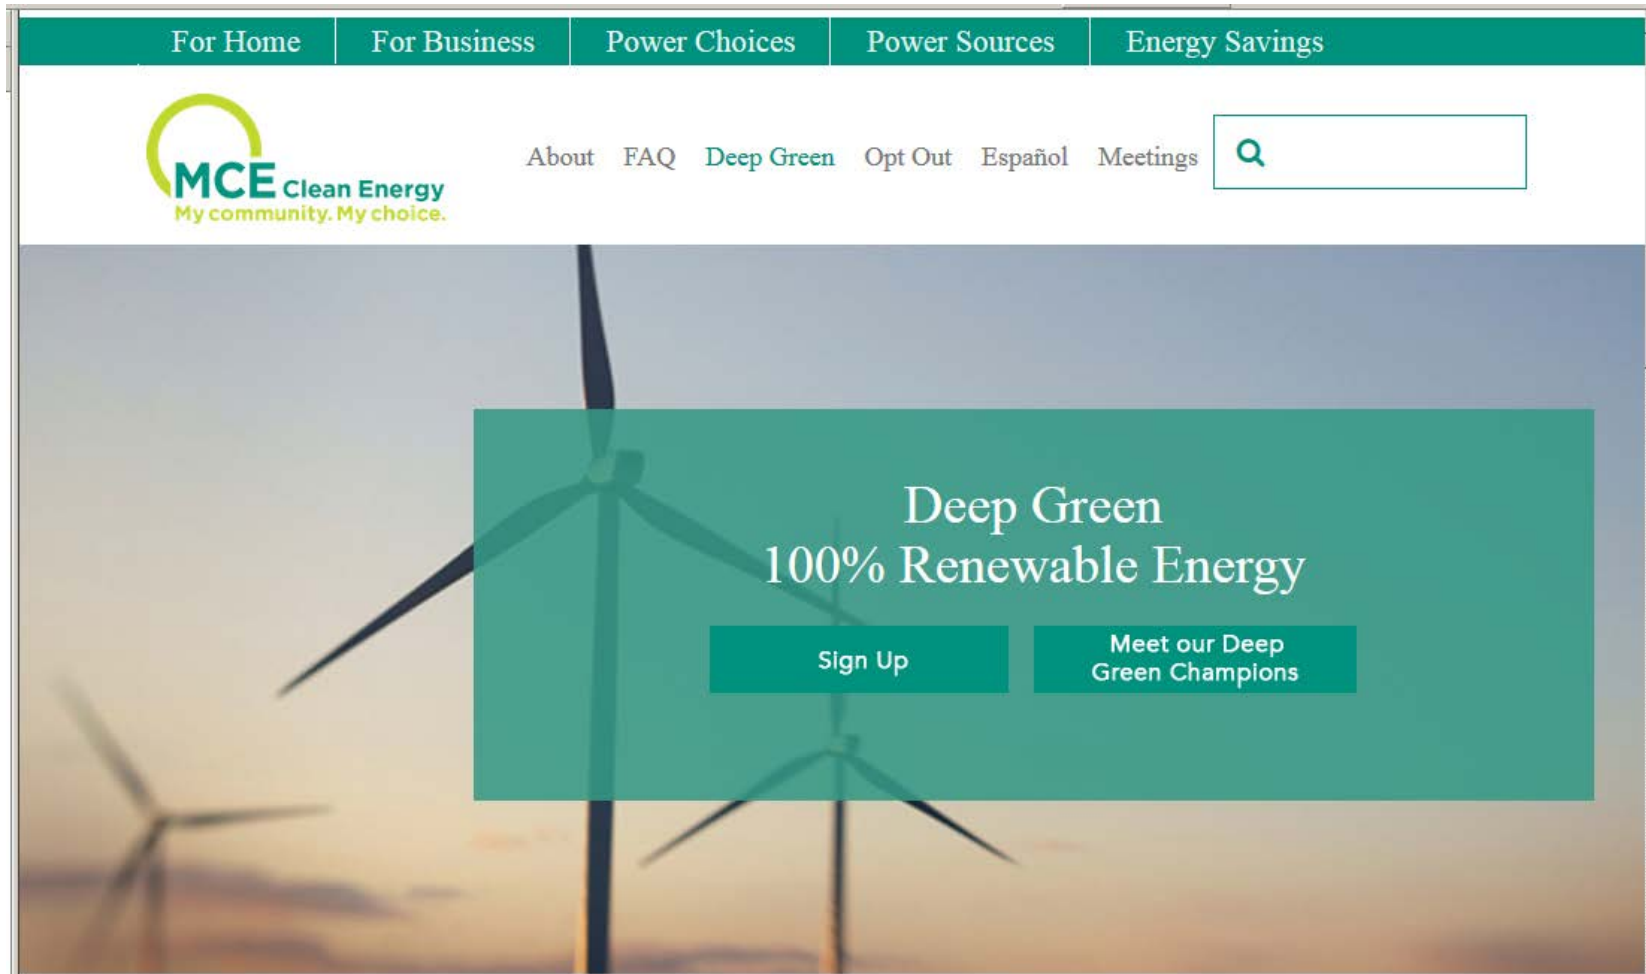 For Home For Business Power Choices Power Sources Energy Savings
MCE Clean Energy
My community. My choice.
About FAQ Deep Green Opt Out Español Meetings
Deep Green
100% Renewable Energy
Sign Up
Meet our Deep
Green Champions